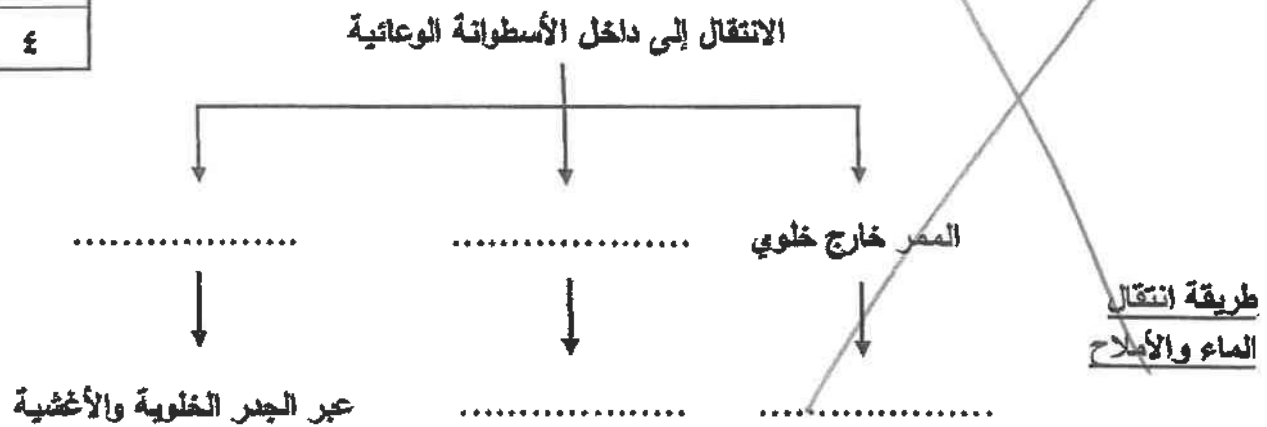 ٤
الانتقال إلى داخل الأسطوانة الوعائية
الممر خارج خلوي ..................... ....................
طريقة انتقال
الماء والأملاح
..................... ..................... عبر الجدر الخلوية والأغشية